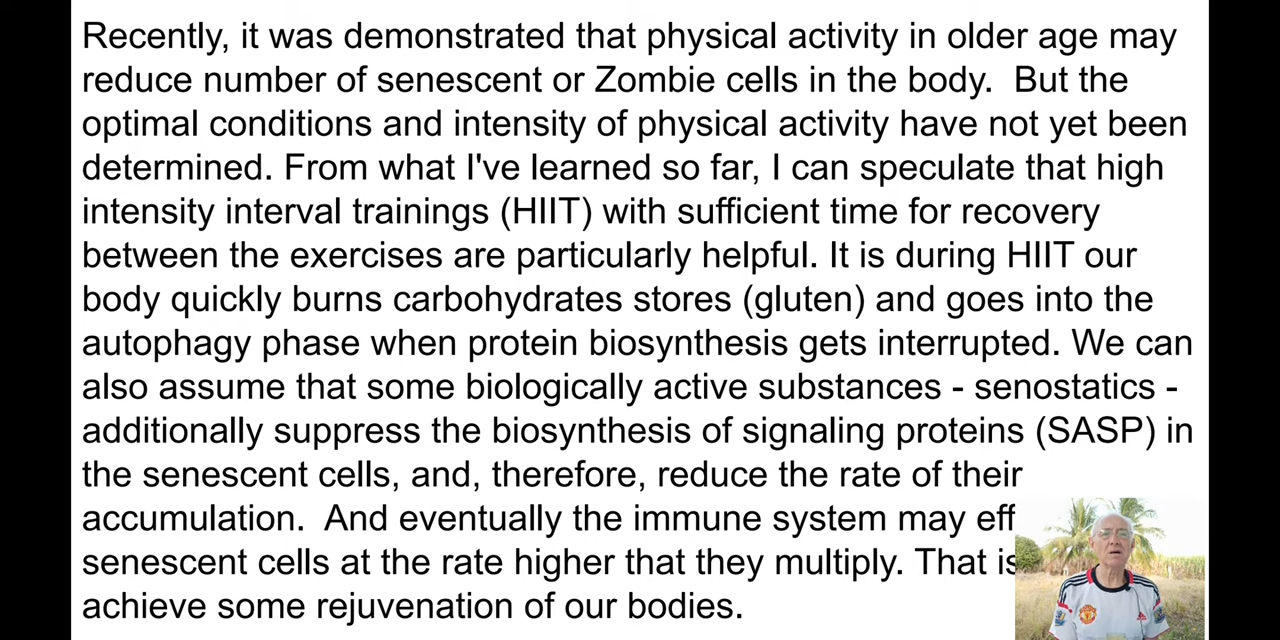 Recently, it was demonstrated that physical activity in older age may
reduce number of senescent or Zombie cells in the body.  But the
optimal conditions and intensity of physical activity have not yet been
determined. From what I've learned so far, I can speculate that high
intensity interval trainings (HIIT) with sufficient time for recovery
between the exercises are particularly helpful. It is during HIIT our
body quickly burns carbohydrates stores (gluten) and goes into the
autophagy phase when protein biosynthesis gets interrupted. We can
also assume that some biologically active substances - senostatics -
additionally suppress the biosynthesis of signaling proteins (SASP) in
the senescent cells, and, therefore, reduce the rate of their
accumulation.  And eventually the immune system may
senescent cells at the rate higher that they multiply. That is
achieve some rejuvenation of our bodies.